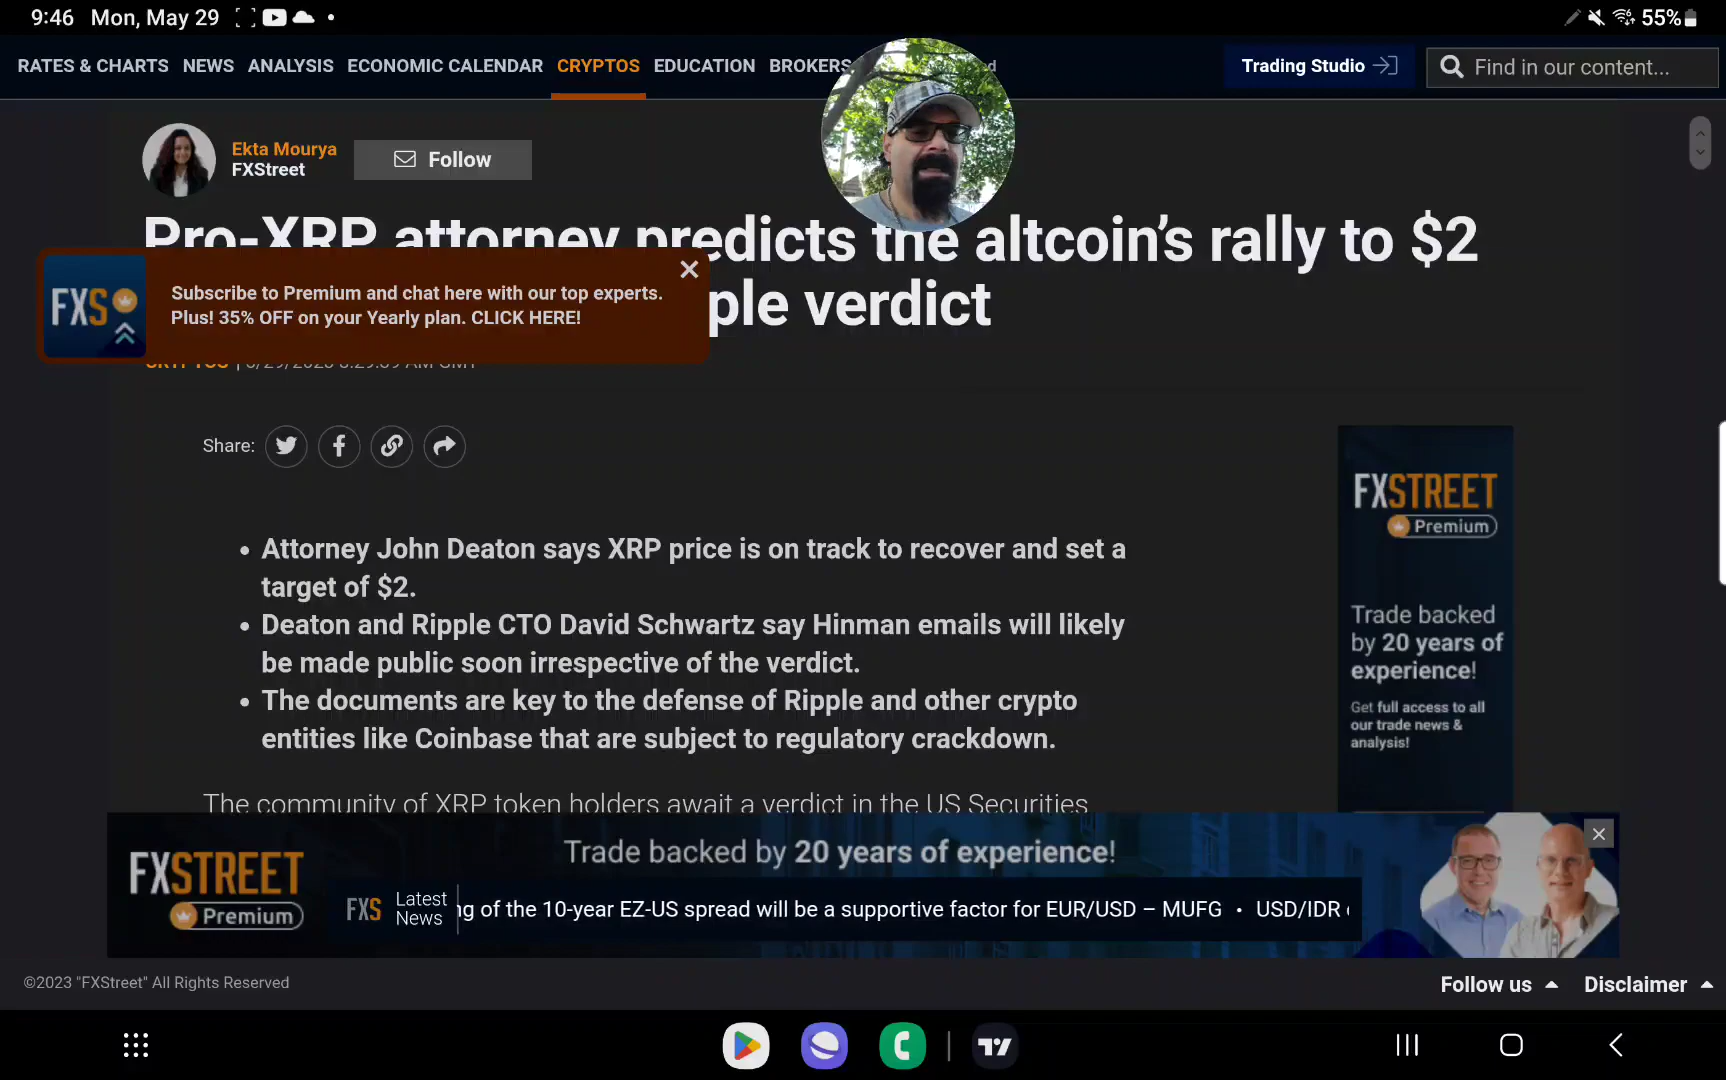 9:46 Mon, May 29
55%
RATES & CHARTS NEWS ANALYSIS ECONOMIC CALENDAR CRYPTOS EDUCATION BROKERS
Trading Studio
Find in our content...
Ekta Mourya
FXStreet
Follow
Pro-XRP attorney predicts the altcoin's rally to $2
ple verdict
FXS
Subscribe to Premium and chat here with our top experts.
Plus! 35% OFF on your Yearly plan. CLICK HERE!
Share:
• Attorney John Deaton says XRP price is on track to recover and set a
target of $2.
• Deaton and Ripple CTO David Schwartz say Hinman emails will likely
be made public soon irrespective of the verdict.
• The documents are key to the defense of Ripple and other crypto
entities like Coinbase that are subject to regulatory crackdown.
The community of XRP token holders await a verdict in the US Securities
FXSTREET
Premium
Trade backed
by 20 years of
experience!
Get full access to all
our trade news &
analysis!
FXSTREET
Premium
Trade backed by 20 years of experience!
FXS
Latest
News
ng of the 10-year EZ-US spread will be a supportive factor for EUR/USD – MUFG • USD/IDR
©2023 "FXStreet" All Rights Reserved
Follow us
Disclaimer